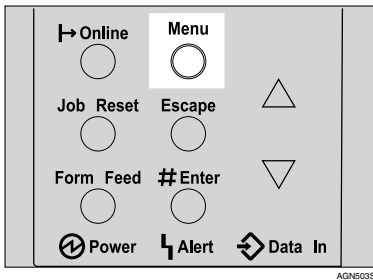 Online Menu
Job Reset Escape
Form Feed #Enter
Power Alert Data In
AGN503S